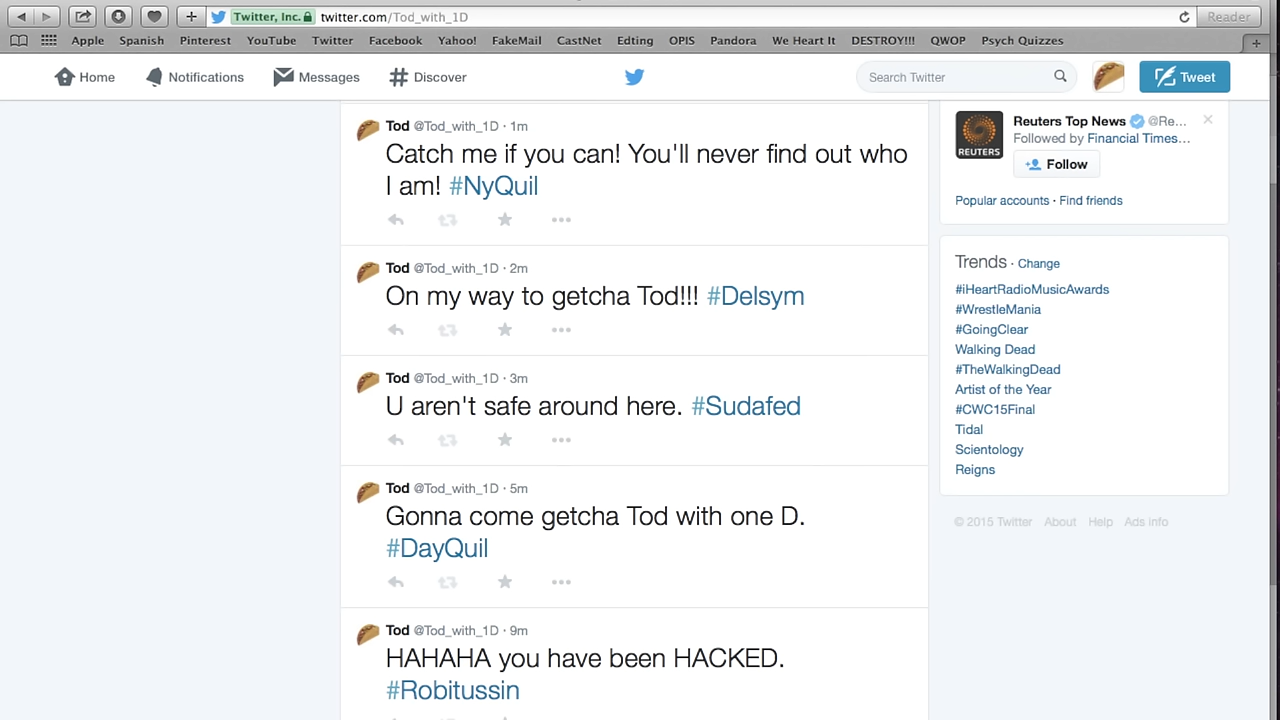 Twitter, Inc. twitter.com/Tod_with_1D Reader
Apple Spanish Pinterest YouTube Twitter Facebook Yahoo! FakeMail CastNet Edting OPIS Pandora We Heart It DESTROY!!! QWOP Psych Quizzes
Home Notifications Messages Discover Search Twitter Tweet
Tod @Tod_with_1D · 1m
Catch me if you can! You'll never find out who
I am! #NyQuil
Tod @Tod_with_1D · 2m
On my way to getcha Tod!!! #Delsym
Tod @Tod_with_1D · 3m
U aren't safe around here. #Sudafed
Tod @Tod_with_1D · 5m
Gonna come getcha Tod with one D.
#DayQuil
Tod @Tod_with_1D · 9m
HAHAHA you have been HACKED.
#Robitussin
REUTERS
Reuters Top News @Re...
Followed by Financial Times...
Follow
Popular accounts · Find friends
Trends · Change
#iHeartRadioMusicAwards
#WrestleMania
#GoingClear
Walking Dead
#TheWalkingDead
Artist of the Year
#CWC15Final
Tidal
Scientology
Reigns
© 2015 Twitter About Help Ads info